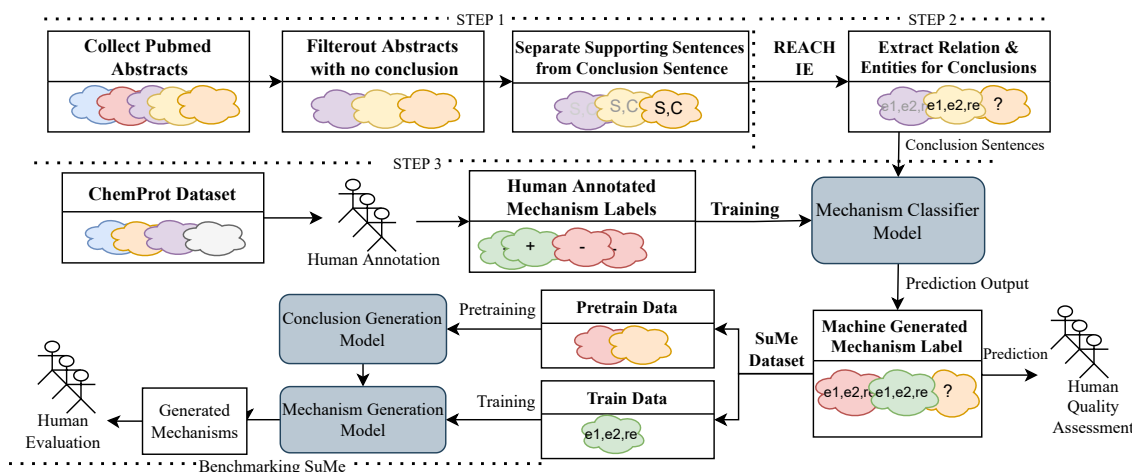 STEP 1
STEP 2
Collect Pubmed
Abstracts
Filterout Abstracts
with no conclusion
Separate Supporting Sentences
from Conclusion Sentence
S,C
S,C
S,C
REACH
IE
Extract Relation &
Entities for Conclusions
e1,e2,re
e1,e2,re
?
Conclusion Sentences
STEP 3
ChemProt Dataset
Human Annotation
Human Annotated
Mechanism Labels
+
-
Training
Mechanism Classifier
Model
Prediction Output
Machine Generated
Mechanism Label
e1,e2,re
e1,e2,re
?
Prediction
Human
Quality
Assessment
SuMe
Dataset
Pretrain Data
Pretraining
Conclusion Generation
Model
Train Data
e1,e2,re
Training
Mechanism Generation
Model
Generated
Mechanisms
Human
Evaluation
Benchmarking SuMe